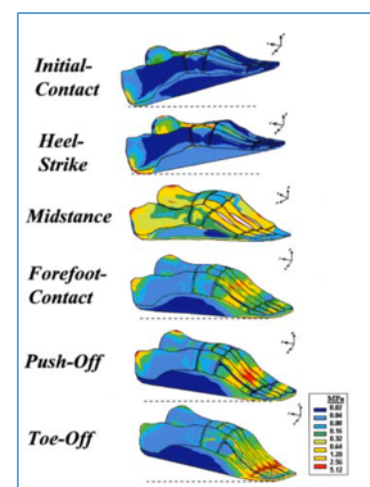 Initial-
Contact
Heel-
Strike
Midstance
Forefoot-
Contact
Push-Off
Toe-Off
MPa
0.02
0.04
0.08
0.16
0.32
0.64
1.28
2.56
5.12